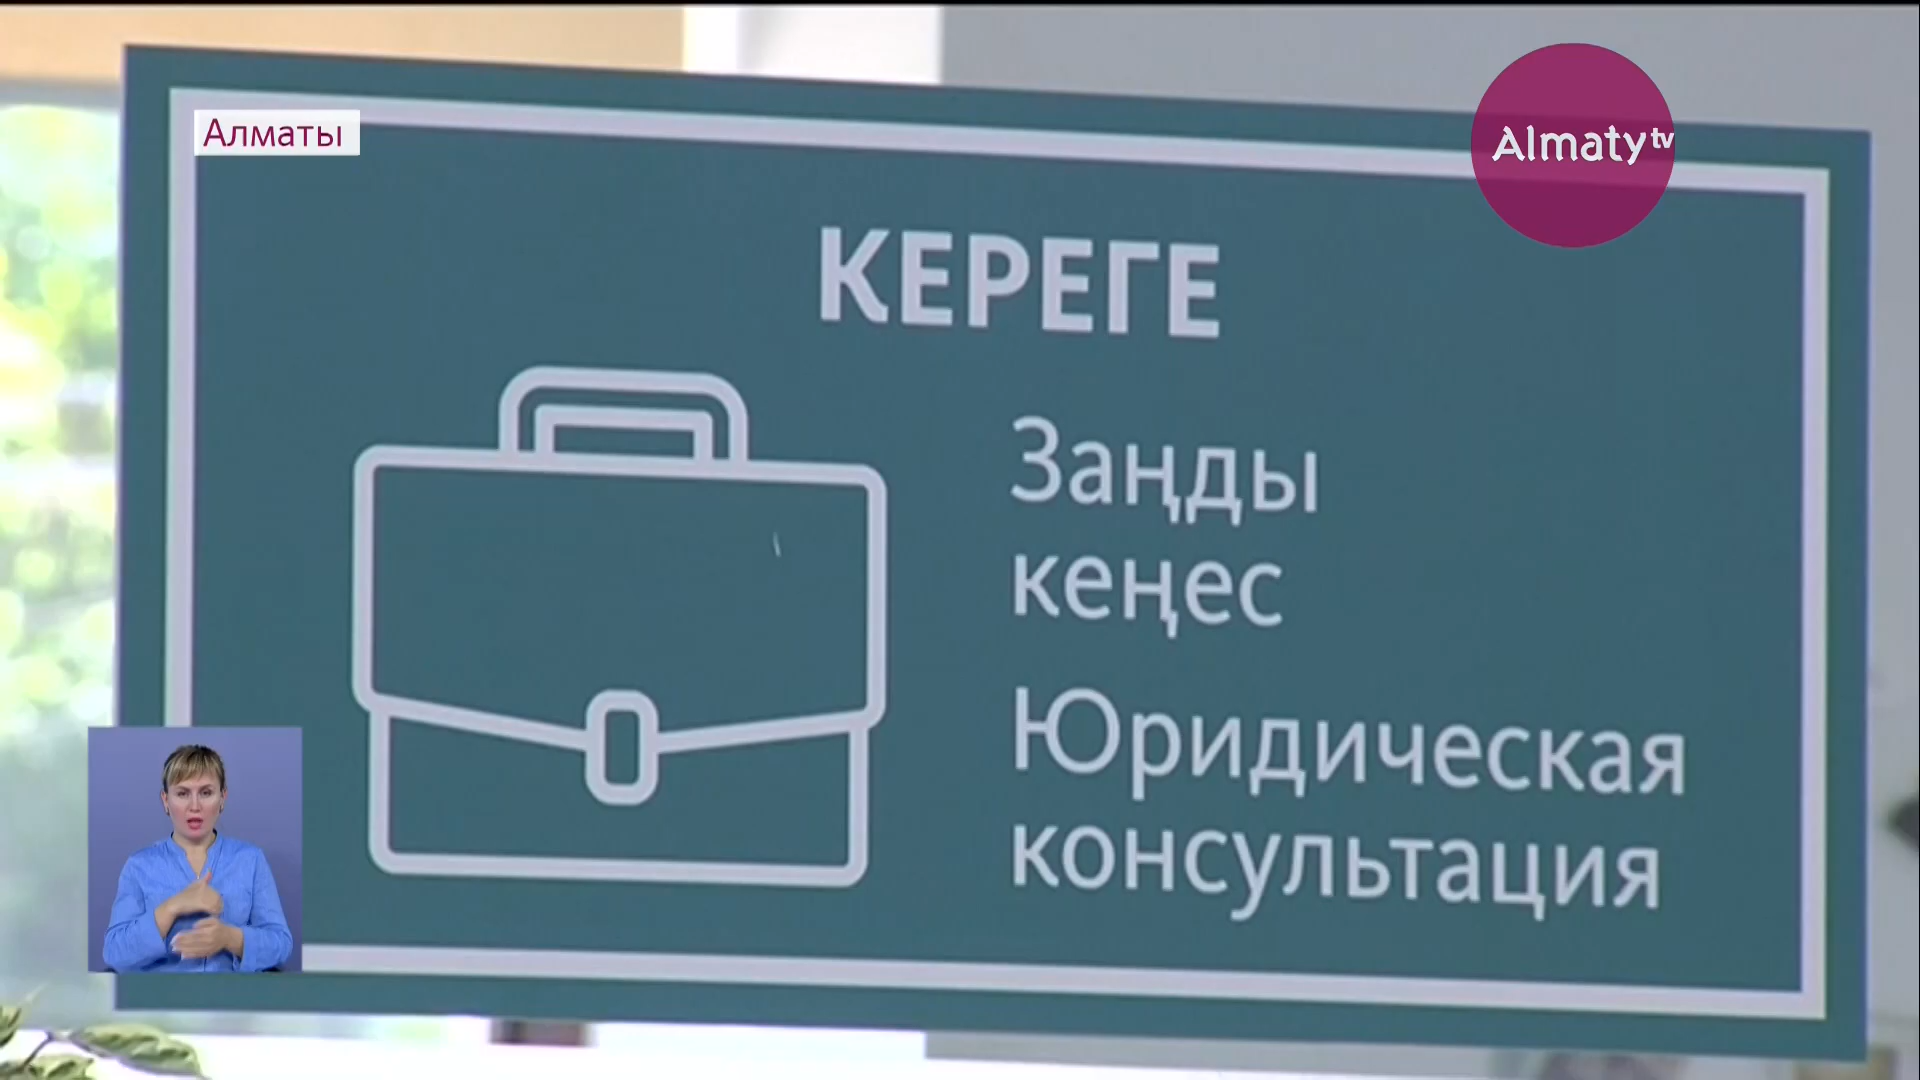 Алматы
Almaty tv
КЕРЕГЕ
Заңды
кеңес
Юридическая
консультация